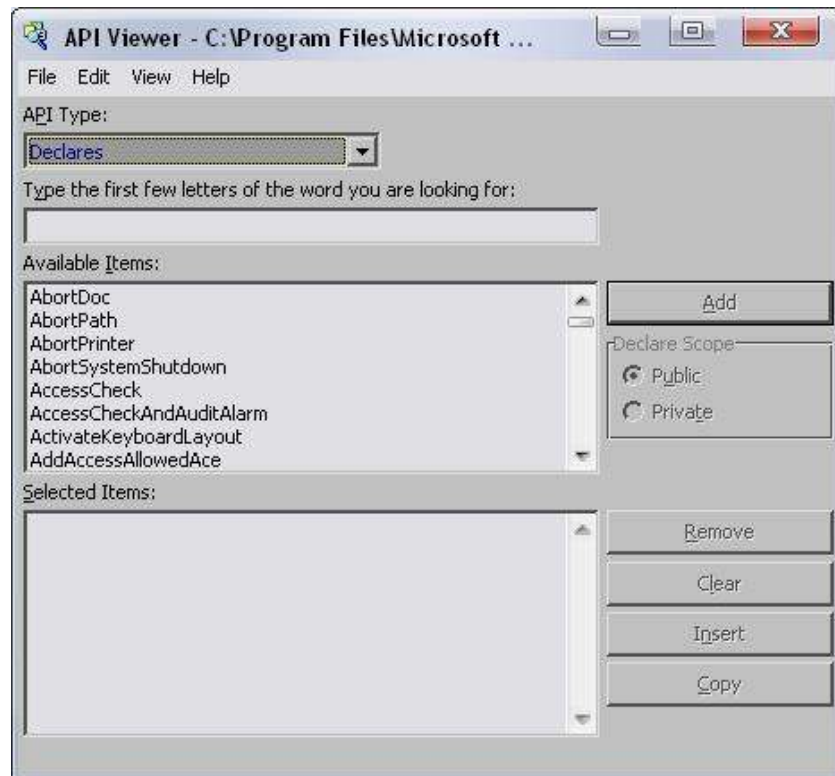 API Viewer - C:\Program Files\Microsoft ...
File Edit View Help
API Type:
Declares
Type the first few letters of the word you are looking for:
Available Items:
AbortDoc
AbortPath
AbortPrinter
AbortSystemShutdown
AccessCheck
AccessCheckAndAuditAlarm
ActivateKeyboardLayout
AddAccessAllowedAce
Add
Declare Scope
Public
Private
Selected Items:
Remove
Clear
Insert
Copy